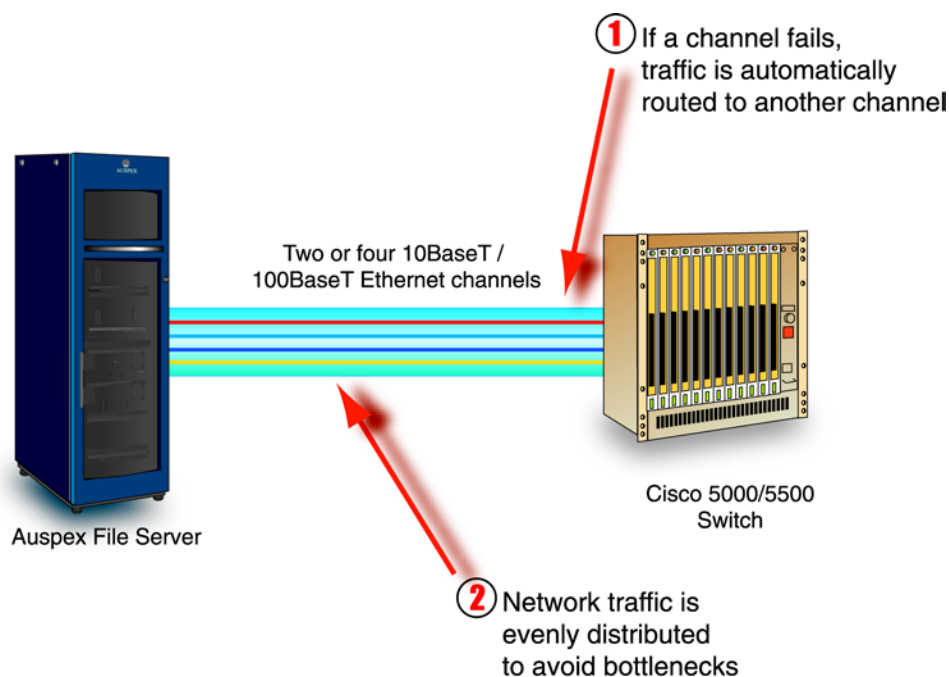 1 If a channel fails,
traffic is automatically
routed to another channel
AUSPEX
Two or four 10BaseT /
100BaseT Ethernet channels
Cisco 5000/5500
Switch
Auspex File Server
2 Network traffic is
evenly distributed
to avoid bottlenecks